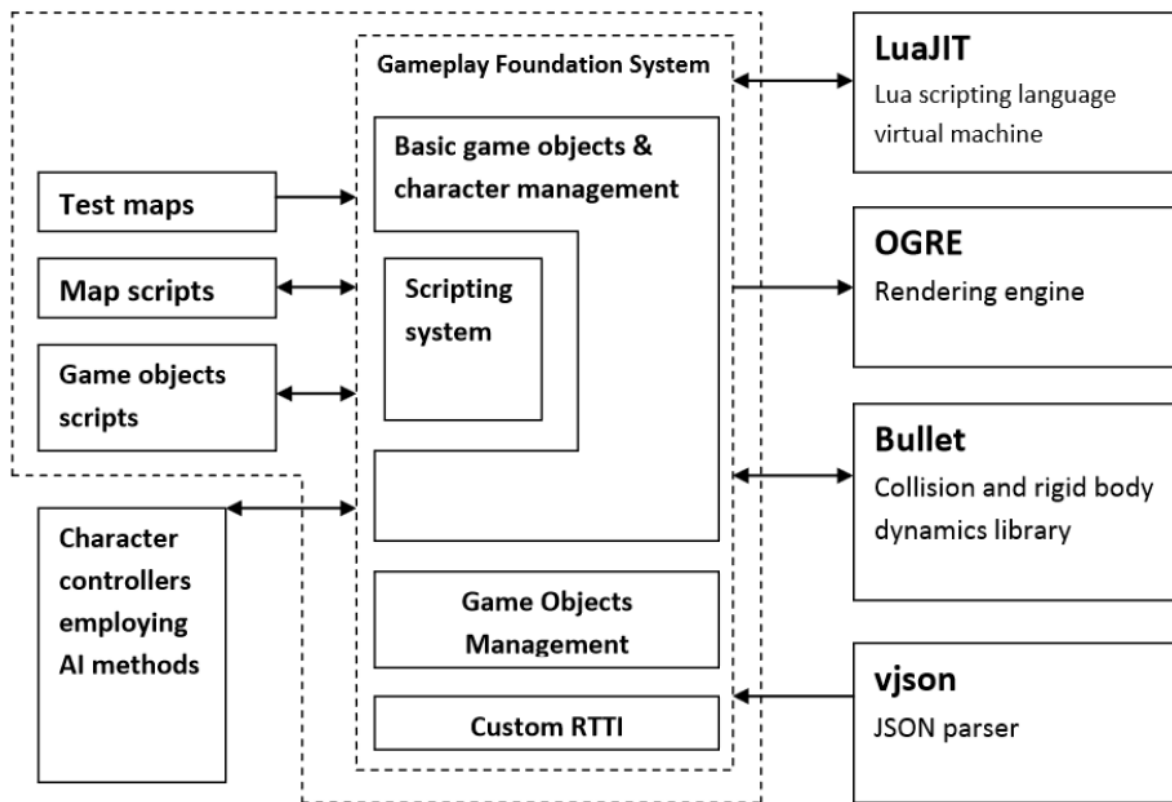 Gameplay Foundation System
Basic game objects &
character management
Scripting
system
Game Objects
Management
Custom RTTI
Test maps
Map scripts
Game objects
scripts
Character
controllers
employing
AI methods
LuaJIT
Lua scripting language
virtual machine
OGRE
Rendering engine
Bullet
Collision and rigid body
dynamics library
vjson
JSON parser